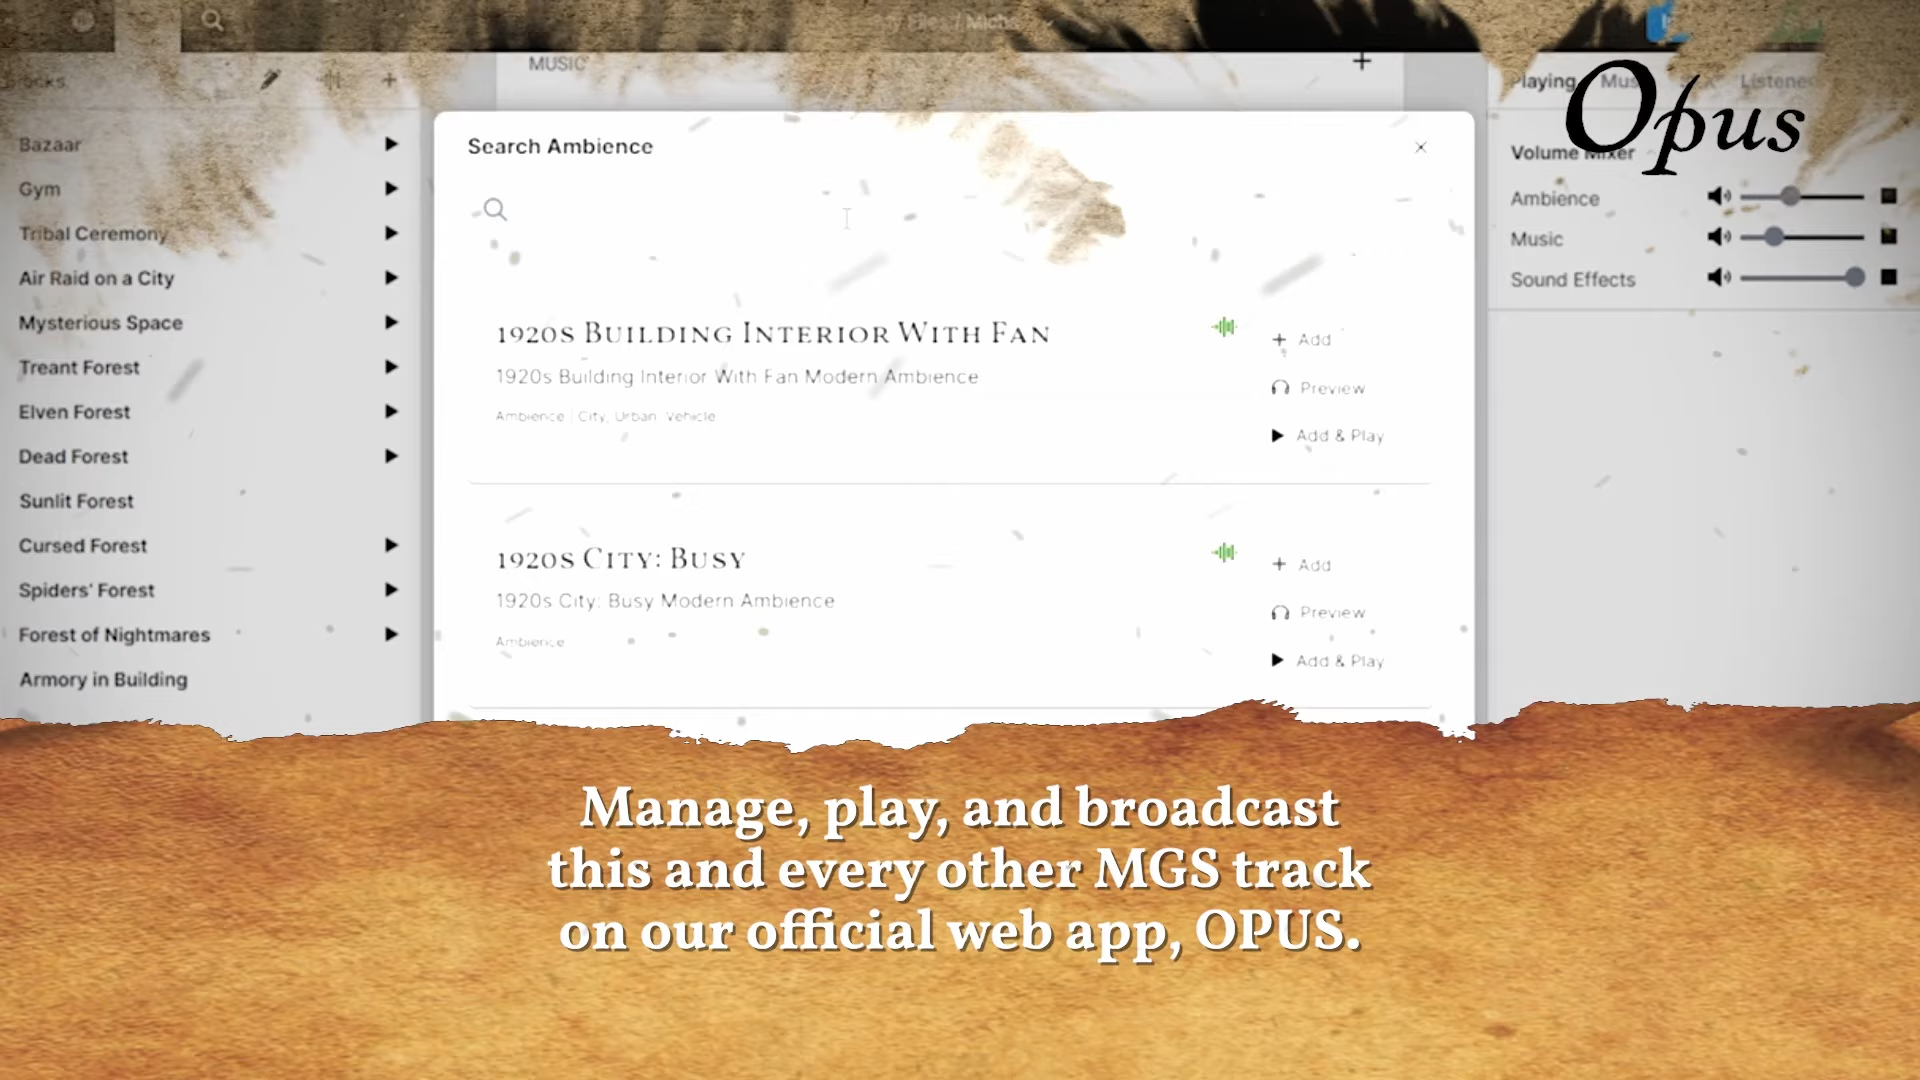 MUSIC
Playing
Listener
Opus
Bazaar
Gym
Tribal Ceremony
Air Raid on a City
Mysterious Space
Treant Forest
Elven Forest
Dead Forest
Sunlit Forest
Cursed Forest
Spiders' Forest
Forest of Nightmares
Armory in Building
Search Ambience
1920s Building Interior With Fan
1920s Building Interior With Fan Modern Ambience
Ambience | City, Urban, Vehicle
+ Add
Preview
Add & Play
1920s City: Busy
1920s City: Busy Modern Ambience
Ambience
+ Add
Preview
Add & Play
Volume Mixer
Ambience
Music
Sound Effects
Manage, play, and broadcast
this and every other MGS track
on our official web app, OPUS.